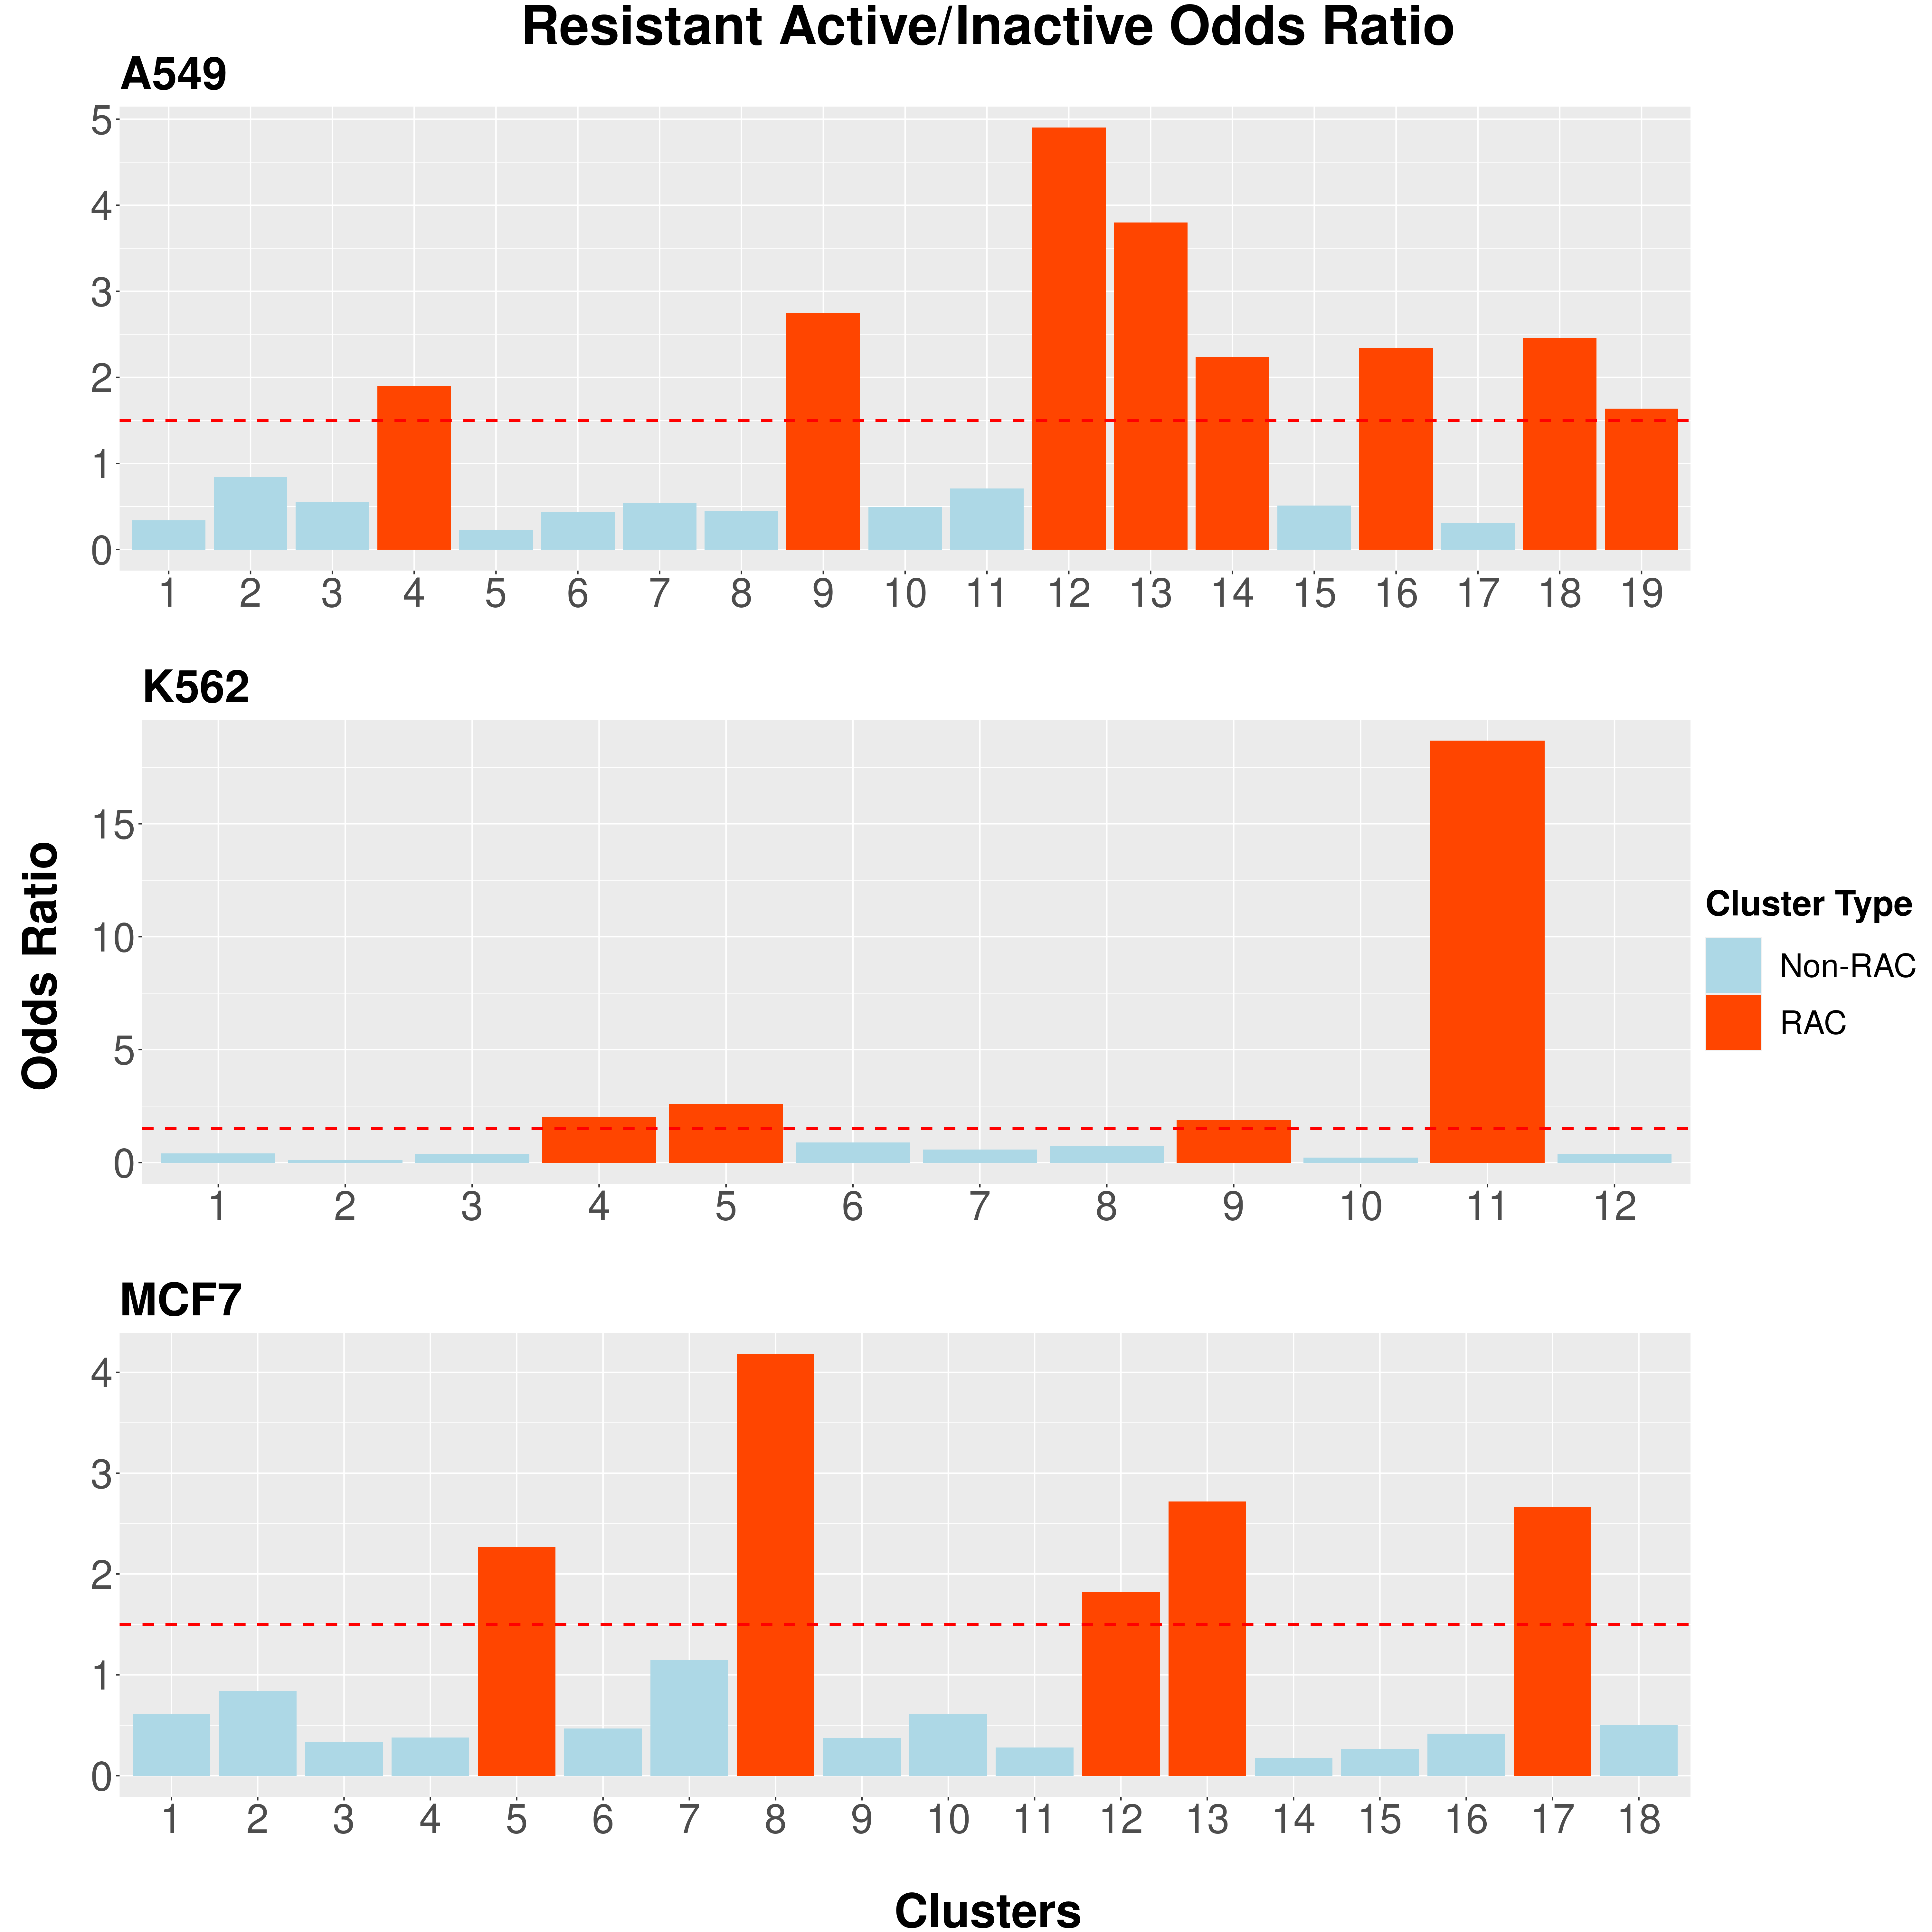 Resistant Active/Inactive Odds Ratio
A549
5
4
3
2
1
0
1 2 3 4 5 6 7 8 9 10 11 12 13 14 15 16 17 18 19
K562
15
10
5
0
1 2 3 4 5 6 7 8 9 10 11 12
Odds Ratio
Cluster Type
Non-RAC
RAC
MCF7
4
3
2
1
0
1 2 3 4 5 6 7 8 9 10 11 12 13 14 15 16 17 18
Clusters